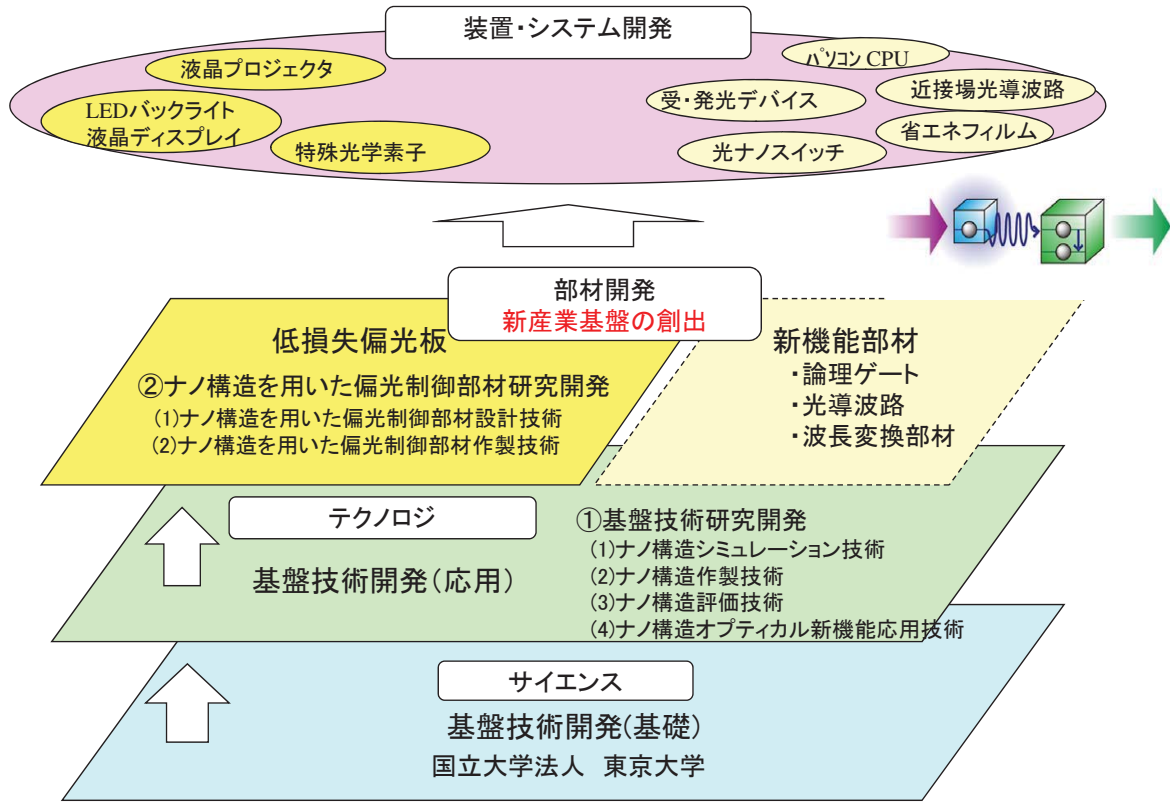 装置・システム開発
液晶プロジェクタ
LEDバックライト
液晶ディスプレイ
特殊光学素子
パソコン CPU
受・発光デバイス
近接場光導波路
省エネフィルム
光ナノスイッチ
部材開発
新産業基盤の創出
低損失偏光板
②ナノ構造を用いた偏光制御部材研究開発
(1)ナノ構造を用いた偏光制御部材設計技術
(2)ナノ構造を用いた偏光制御部材作製技術
新機能部材
・論理ゲート
・光導波路
・波長変換部材
テクノロジ
基盤技術開発(応用)
①基盤技術研究開発
(1)ナノ構造シミュレーション技術
(2)ナノ構造作製技術
(3)ナノ構造評価技術
(4)ナノ構造オプティカル新機能応用技術
サイエンス
基盤技術開発(基礎)
国立大学法人 東京大学